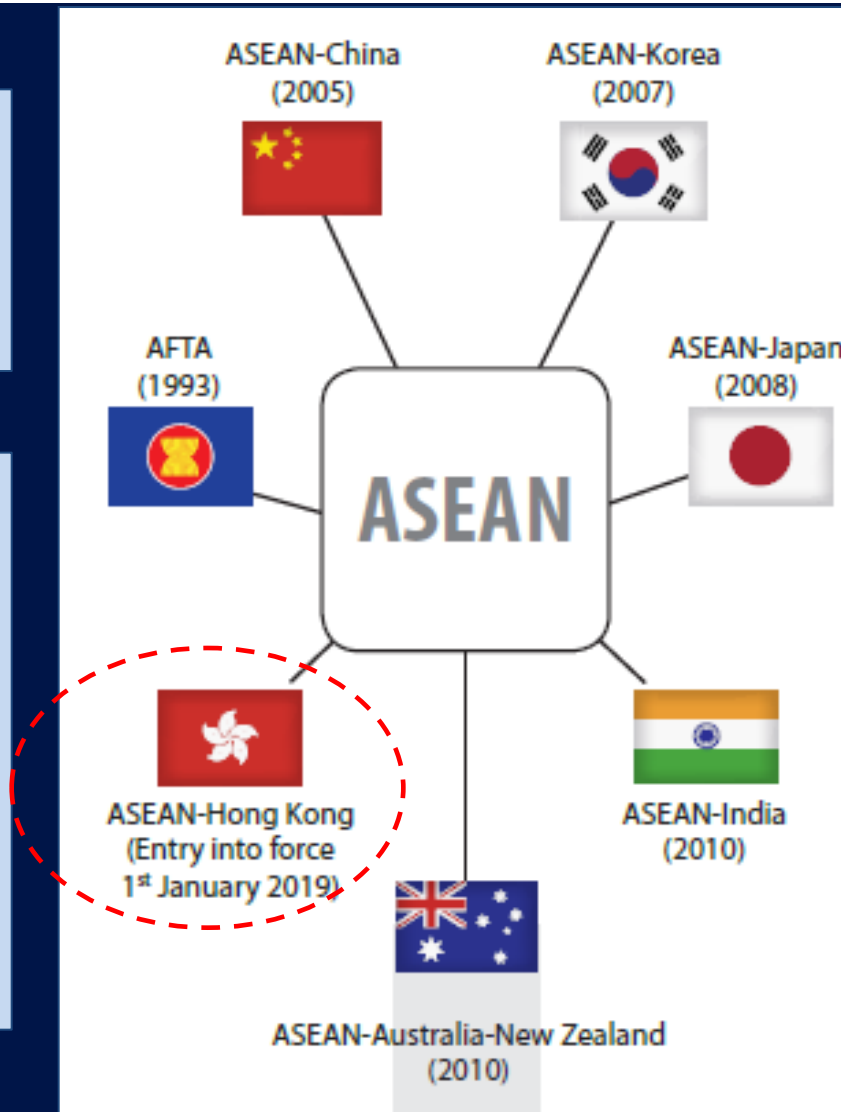 ASEAN-China
(2005)
ASEAN-Korea
(2007)
AFTA
(1993)
ASEAN-Japan
(2008)
ASEAN
ASEAN-Hong Kong
(Entry into force
1st January 2019)
ASEAN-India
(2010)
ASEAN-Australia-New Zealand
(2010)